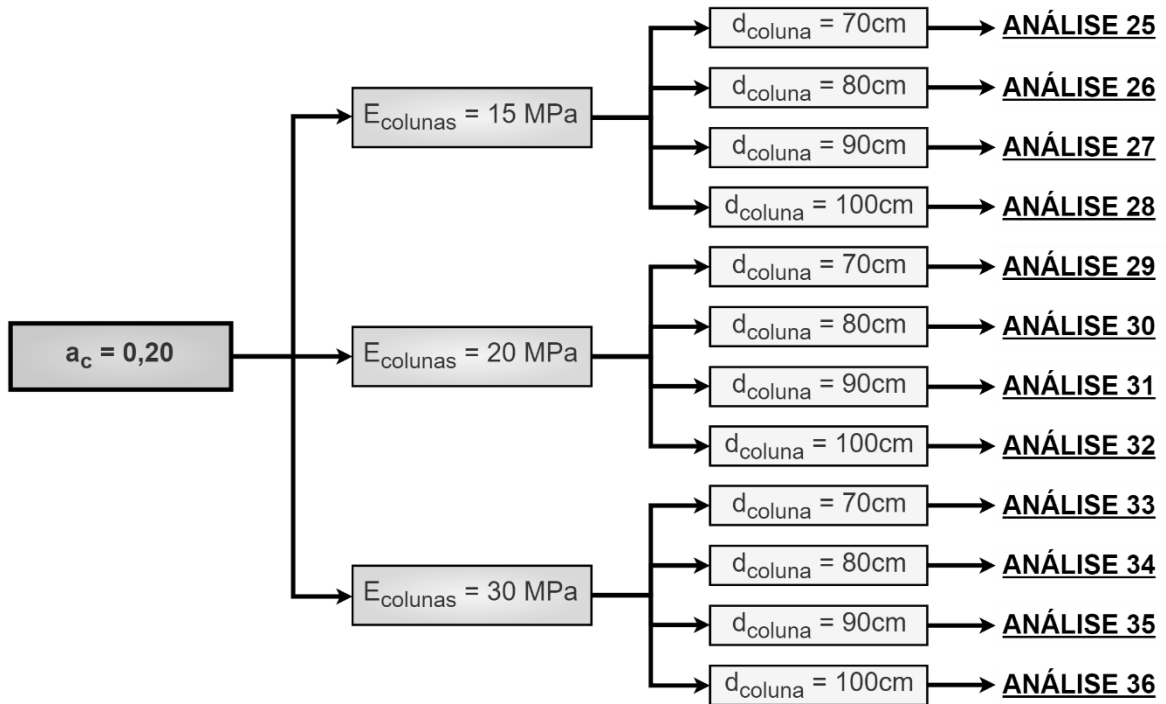 d_coluna = 70cm ANÁLISE 25
d_coluna = 80cm ANÁLISE 26
E_colunas = 15 MPa
d_coluna = 90cm ANÁLISE 27
d_coluna = 100cm ANÁLISE 28
d_coluna = 70cm ANÁLISE 29
d_coluna = 80cm ANÁLISE 30
a_c = 0,20
E_colunas = 20 MPa
d_coluna = 90cm ANÁLISE 31
d_coluna = 100cm ANÁLISE 32
d_coluna = 70cm ANÁLISE 33
d_coluna = 80cm ANÁLISE 34
E_colunas = 30 MPa
d_coluna = 90cm ANÁLISE 35
d_coluna = 100cm ANÁLISE 36